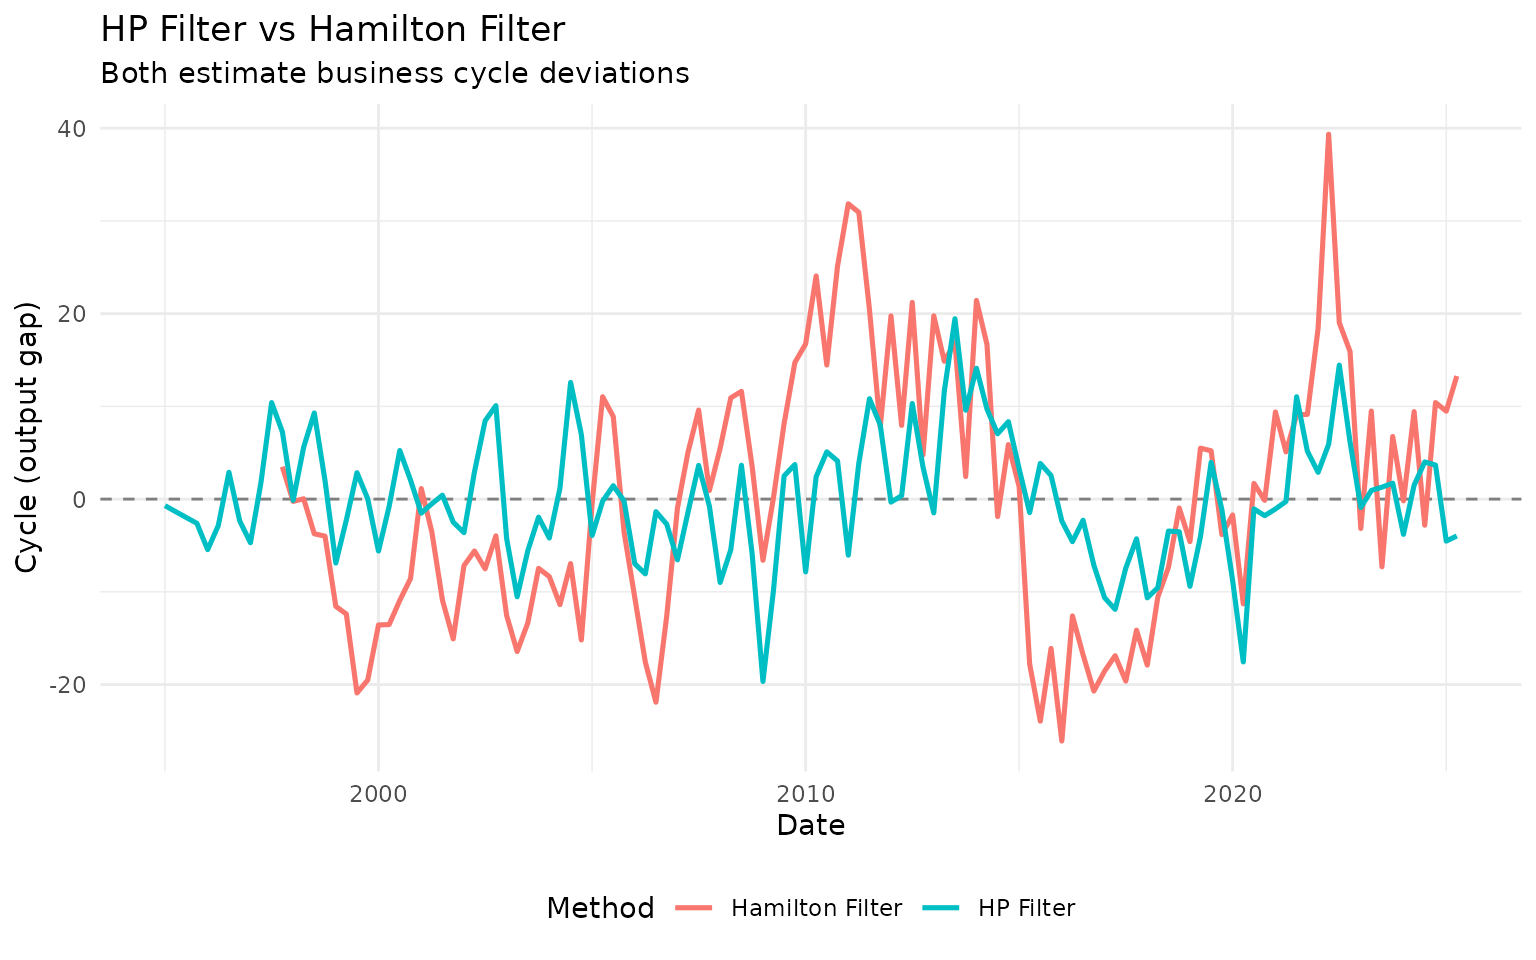 HP Filter vs Hamilton Filter
Both estimate business cycle deviations
Cycle (output gap)
40
20
0
-20
2000 2010 2020
Date
Method Hamilton Filter HP Filter